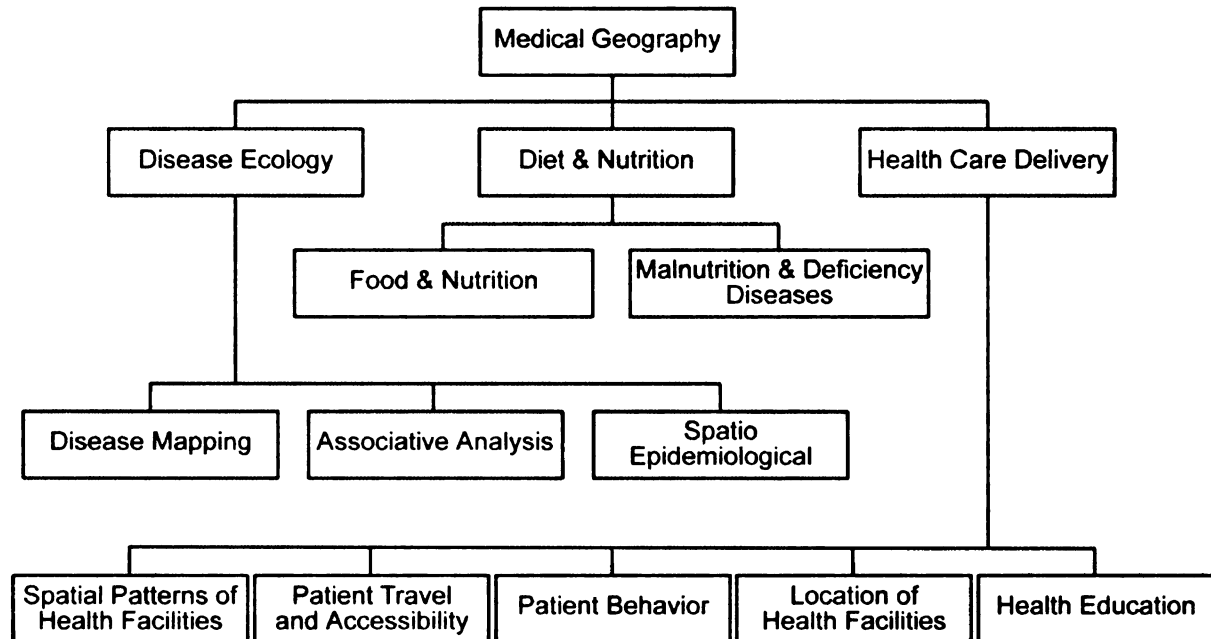 Medical Geography
Disease Ecology
Diet & Nutrition
Health Care Delivery
Food & Nutrition
Malnutrition & Deficiency
Diseases
Disease Mapping
Associative Analysis
Spatio
Epidemiological
Spatial Patterns of
Health Facilities
Patient Travel
and Accessibility
Patient Behavior
Location of
Health Facilities
Health Education